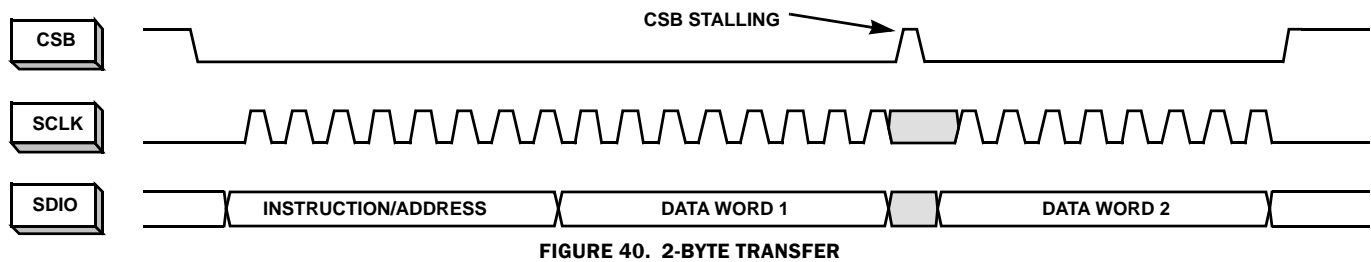 CSB STALLING
CSB
SCLK
SDIO
INSTRUCTION/ADDRESS
DATA WORD 1
DATA WORD 2
FIGURE 40. 2-BYTE TRANSFER